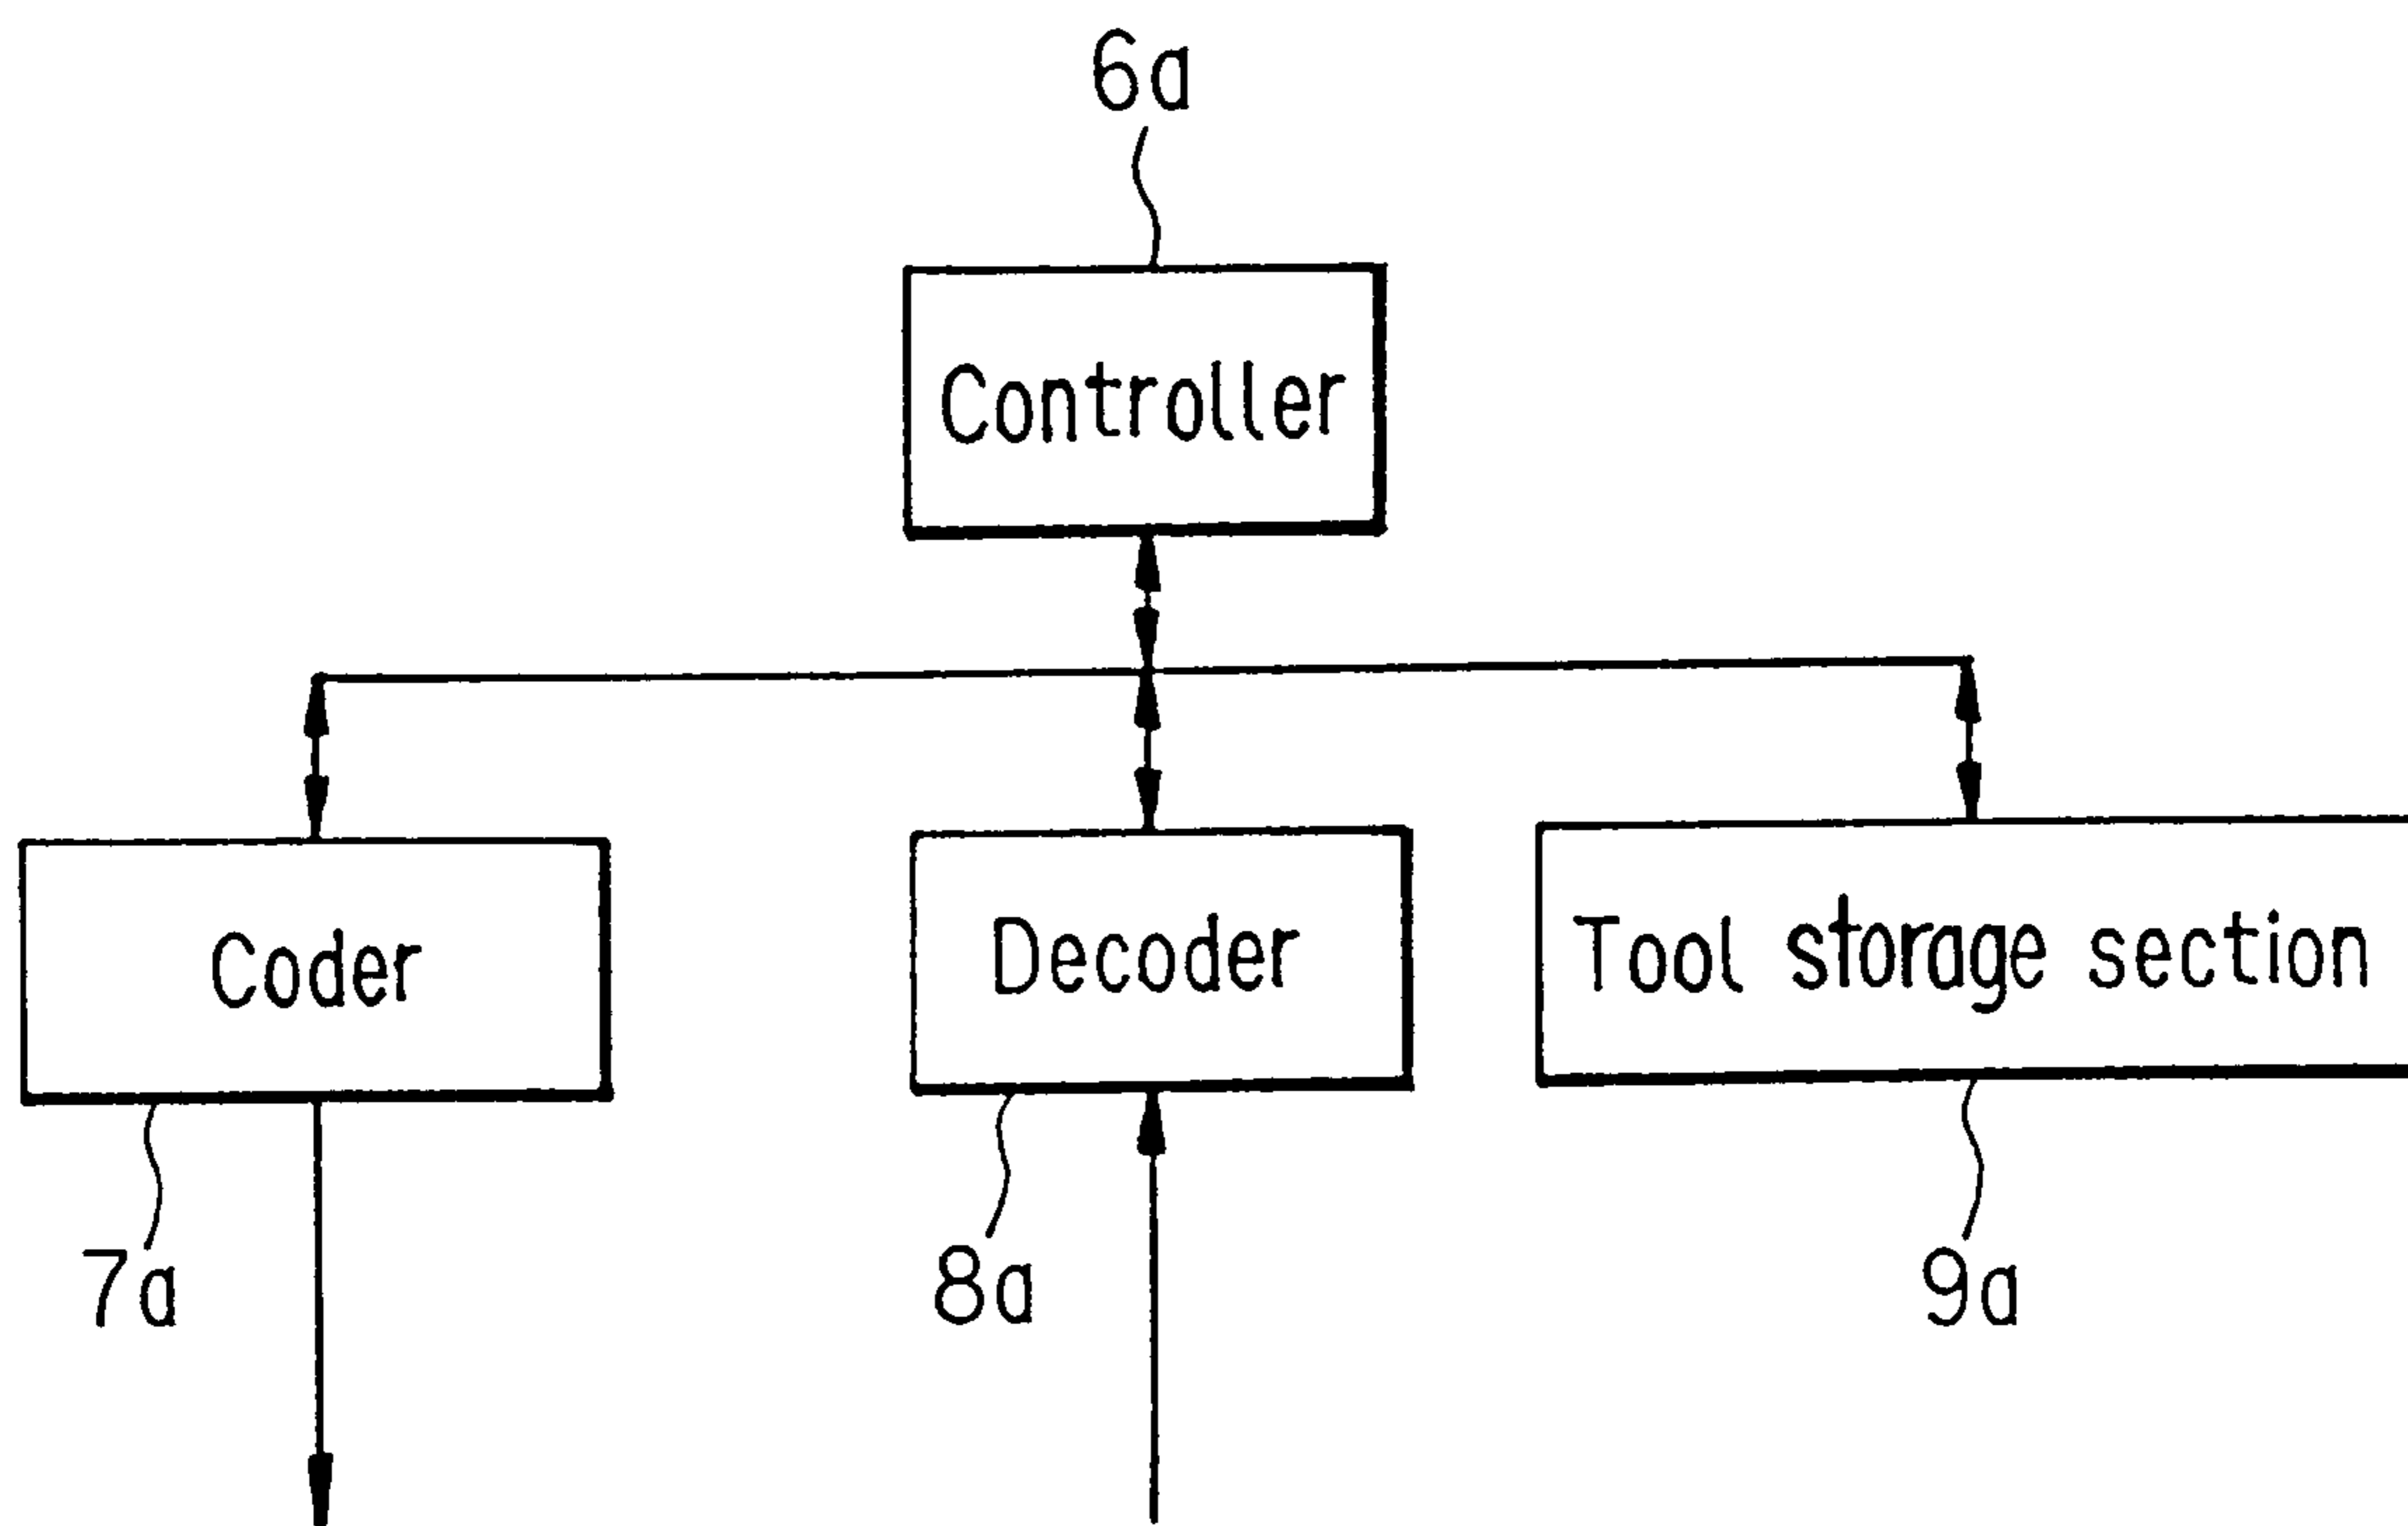 6a
Controller
Coder
Decoder
Tool storage section
7a
8a
9a